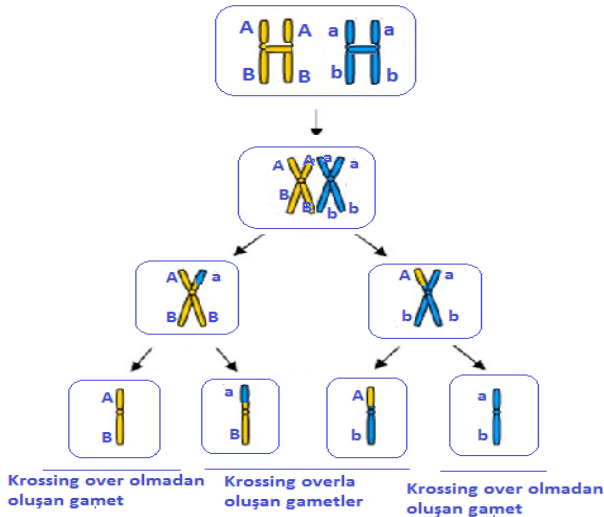 A A a a
B B b b
A A a a
B B b b
A a
B B
A a
b b
A
B
a
B
A
b
a
b
Krossing over olmadan
oluşan gamet
Krossing overla
oluşan gametler
Krossing over olmadan
oluşan gamet